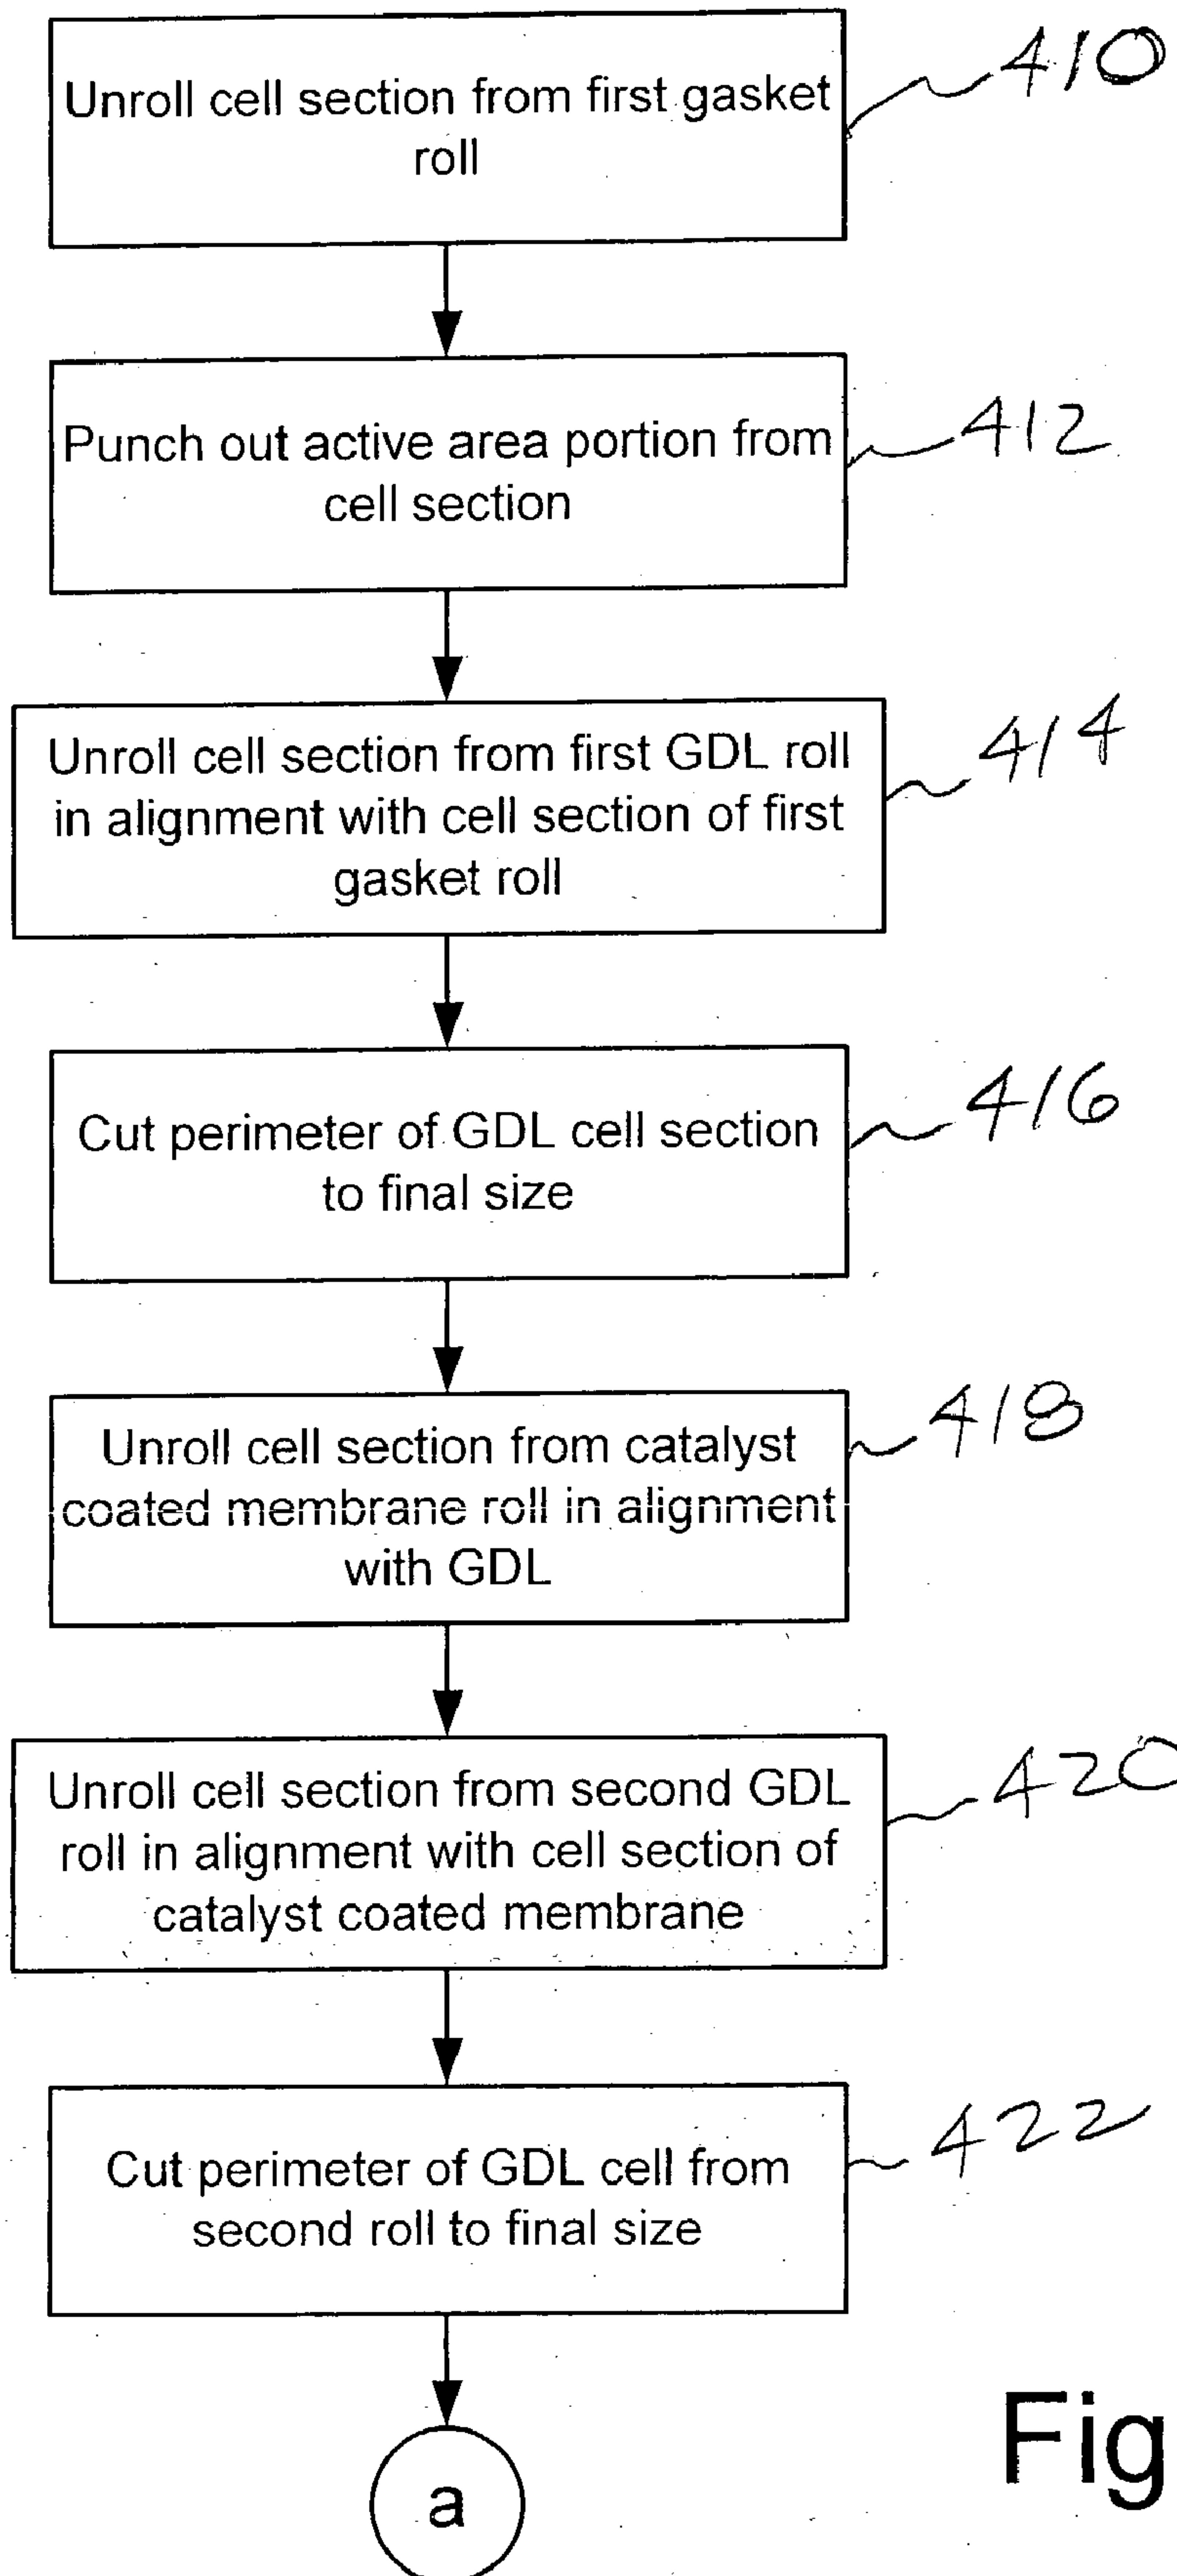 Unroll cell section from first gasket
roll
410
Punch out active area portion from
cell section
412
Unroll cell section from first GDL roll
in alignment with cell section of first
gasket roll
414
Cut perimeter of GDL cell section
to final size
416
Unroll cell section from catalyst
coated membrane roll in alignment
with GDL
418
Unroll cell section from second GDL
roll in alignment with cell section of
catalyst coated membrane
420
Cut perimeter of GDL cell from
second roll to final size
422
a
Fig